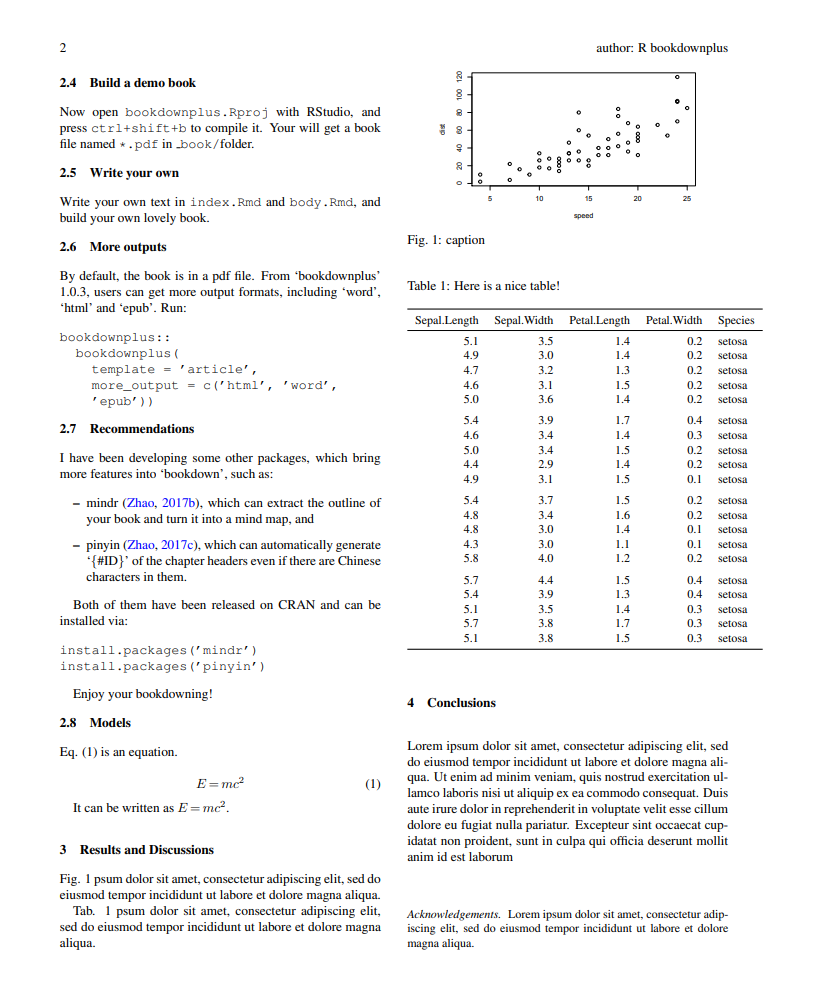 2
author: R bookdownplus
2.4 Build a demo book
Now open bookdownplus.Rproj with RStudio, and
press ctrl+shift+b to compile it. Your will get a book
file named *.pdf in _book/folder.
2.5 Write your own
Write your own text in index.Rmd and body.Rmd, and
build your own lovely book.
2.6 More outputs
By default, the book is in a pdf file. From ‘bookdownplus’
1.0.3, users can get more output formats, including ‘word’,
‘html’ and ‘epub’. Run:
bookdownplus::
bookdownplus(
template = 'article',
more_output = c('html', 'word',
'epub'))
2.7 Recommendations
I have been developing some other packages, which bring
more features into ‘bookdown’, such as:
– mindr (Zhao, 2017b), which can extract the outline of
your book and turn it into a mind map, and
– pinyin (Zhao, 2017c), which can automatically generate
‘{#ID}’ of the chapter headers even if there are Chinese
characters in them.
Both of them have been released on CRAN and can be
installed via:
install.packages('mindr')
install.packages('pinyin')
Enjoy your bookdowning!
2.8 Models
Eq. (1) is an equation.
E = mc² (1)
It can be written as E = mc².
3 Results and Discussions
Fig. 1 psum dolor sit amet, consectetur adipiscing elit, sed do
eiusmod tempor incididunt ut labore et dolore magna aliqua.
Tab. 1 psum dolor sit amet, consectetur adipiscing elit,
sed do eiusmod tempor incididunt ut labore et dolore magna
aliqua.
120
100
80
60
40
20
0
dist
5 10 15 20 25
speed
Fig. 1: caption
Table 1: Here is a nice table!
Sepal.Length Sepal.Width Petal.Length Petal.Width Species
5.1 3.5 1.4 0.2 setosa
4.9 3.0 1.4 0.2 setosa
4.7 3.2 1.3 0.2 setosa
4.6 3.1 1.5 0.2 setosa
5.0 3.6 1.4 0.2 setosa
5.4 3.9 1.7 0.4 setosa
4.6 3.4 1.4 0.3 setosa
5.0 3.4 1.5 0.2 setosa
4.4 2.9 1.4 0.2 setosa
4.9 3.1 1.5 0.1 setosa
5.4 3.7 1.5 0.2 setosa
4.8 3.4 1.6 0.2 setosa
4.8 3.0 1.4 0.1 setosa
4.3 3.0 1.1 0.1 setosa
5.8 4.0 1.2 0.2 setosa
5.7 4.4 1.5 0.4 setosa
5.4 3.9 1.3 0.4 setosa
5.1 3.5 1.4 0.3 setosa
5.7 3.8 1.7 0.3 setosa
5.1 3.8 1.5 0.3 setosa
4 Conclusions
Lorem ipsum dolor sit amet, consectetur adipiscing elit, sed
do eiusmod tempor incididunt ut labore et dolore magna ali-
qua. Ut enim ad minim veniam, quis nostrud exercitation ul-
lamco laboris nisi ut aliquip ex ea commodo consequat. Duis
aute irure dolor in reprehenderit in voluptate velit esse cillum
dolore eu fugiat nulla pariatur. Excepteur sint occaecat cup-
idatat non proident, sunt in culpa qui officia deserunt mollit
anim id est laborum
Acknowledgements. Lorem ipsum dolor sit amet, consectetur adip-
iscing elit, sed do eiusmod tempor incididunt ut labore et dolore
magna aliqua.